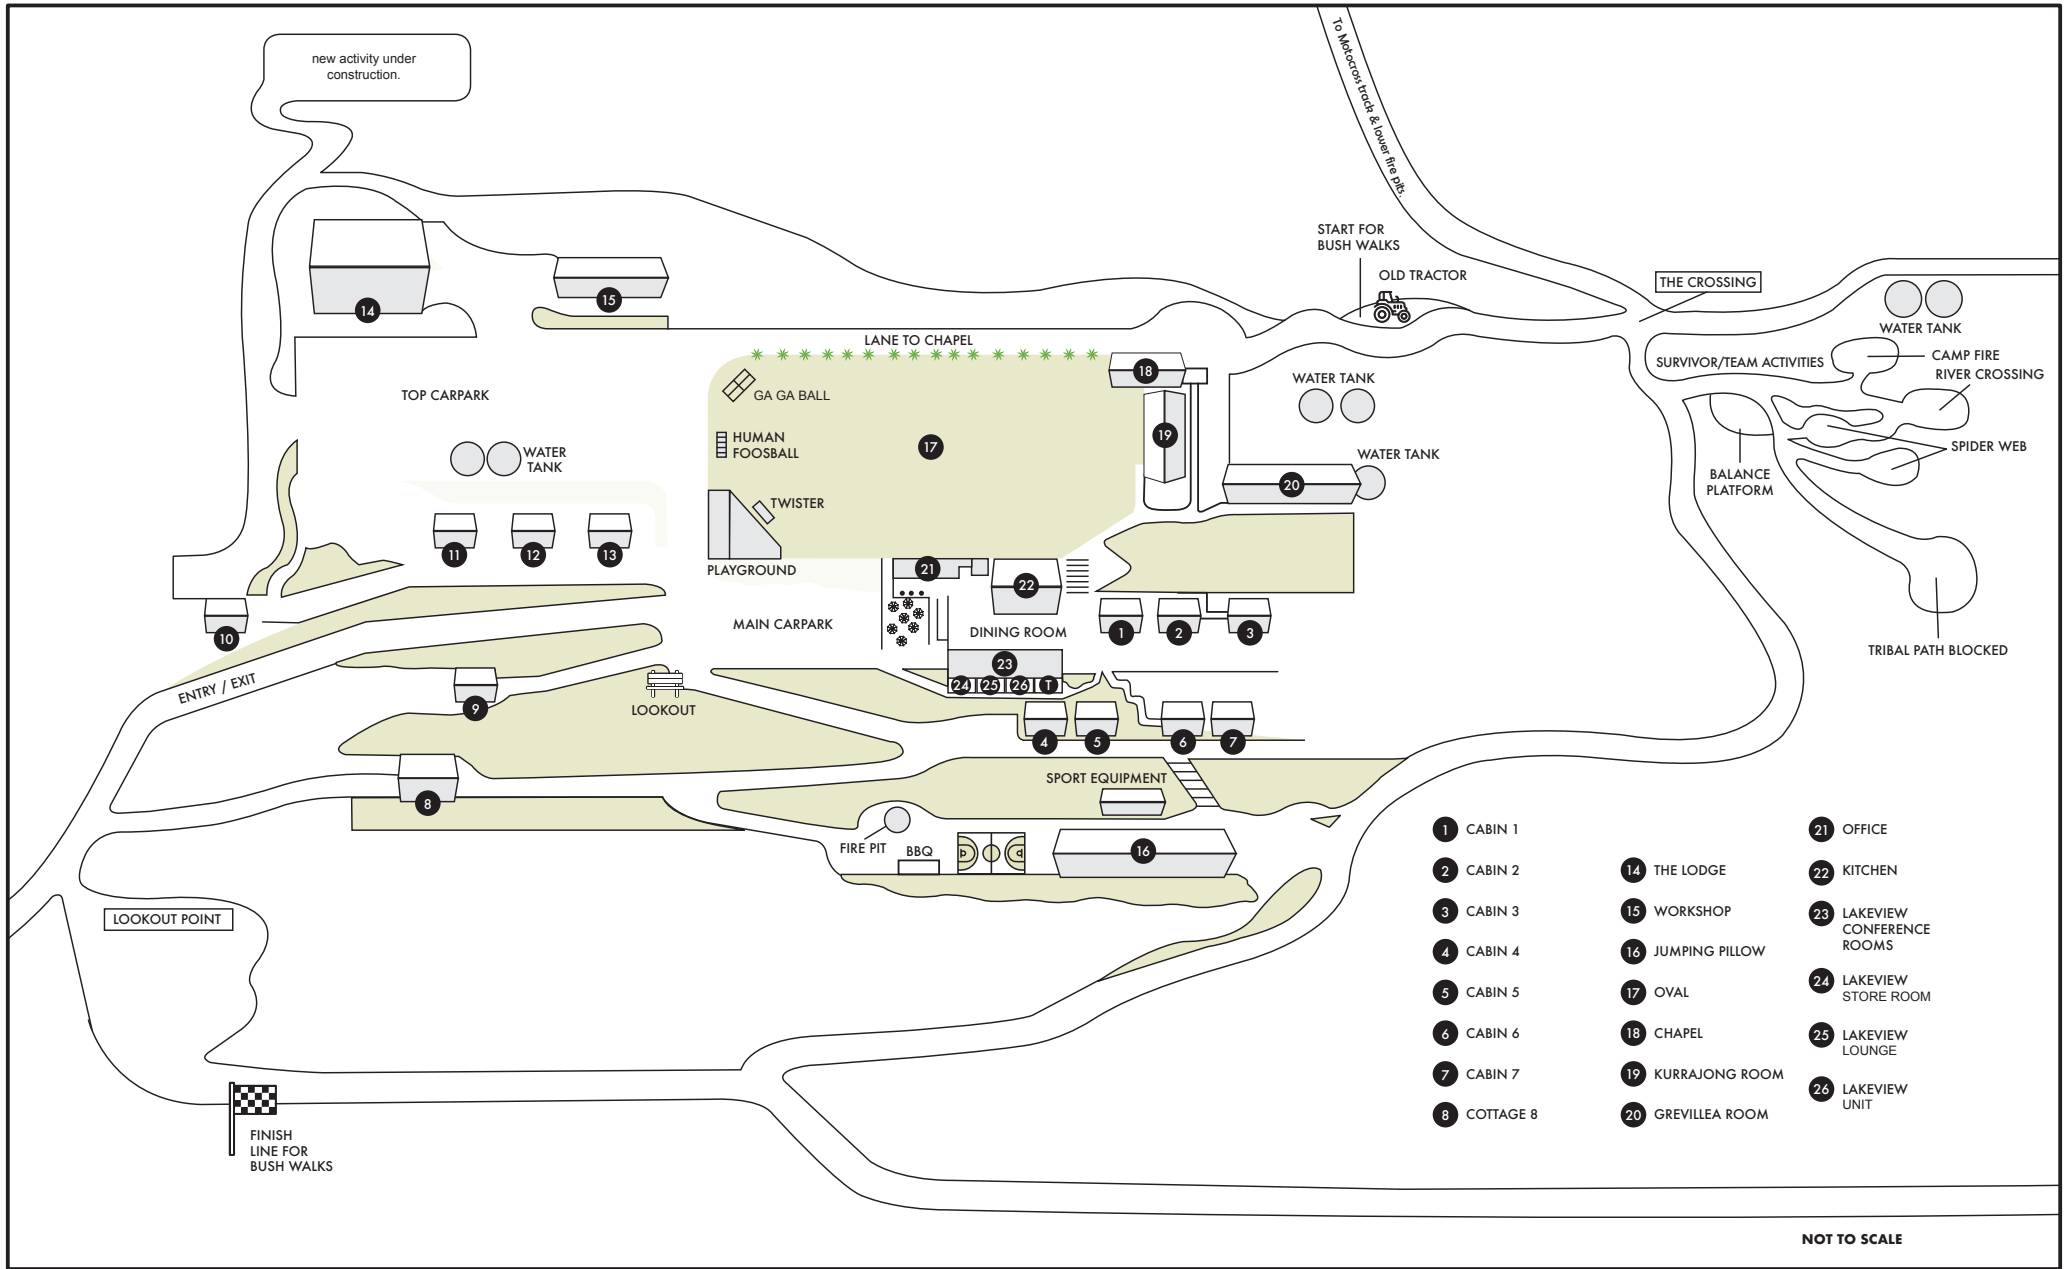 new activity under
construction.
To Motocross track & lower fire pits.
START FOR
BUSH WALKS
OLD TRACTOR
THE CROSSING
WATER TANK
14
15
LANE TO CHAPEL
18
SURVIVOR/TEAM ACTIVITIES
CAMP FIRE
RIVER CROSSING
TOP CARPARK
GA GA BALL
WATER TANK
HUMAN
FOOSBALL
17
19
SPIDER WEB
WATER
TANK
WATER TANK
BALANCE
PLATFORM
20
TWISTER
11
12
13
PLAYGROUND
21
22
10
MAIN CARPARK
DINING ROOM
1
2
3
TRIBAL PATH BLOCKED
23
ENTRY / EXIT
24
25
26
T
9
LOOKOUT
4
5
6
7
SPORT EQUIPMENT
8
FIRE PIT
BBQ
16
LOOKOUT POINT
FINISH
LINE FOR
BUSH WALKS
1 CABIN 1
2 CABIN 2
3 CABIN 3
4 CABIN 4
5 CABIN 5
6 CABIN 6
7 CABIN 7
8 COTTAGE 8
14 THE LODGE
15 WORKSHOP
16 JUMPING PILLOW
17 OVAL
18 CHAPEL
19 KURRAJONG ROOM
20 GREVILLEA ROOM
21 OFFICE
22 KITCHEN
23 LAKEVIEW
CONFERENCE
ROOMS
24 LAKEVIEW
STORE ROOM
25 LAKEVIEW
LOUNGE
26 LAKEVIEW
UNIT
NOT TO SCALE